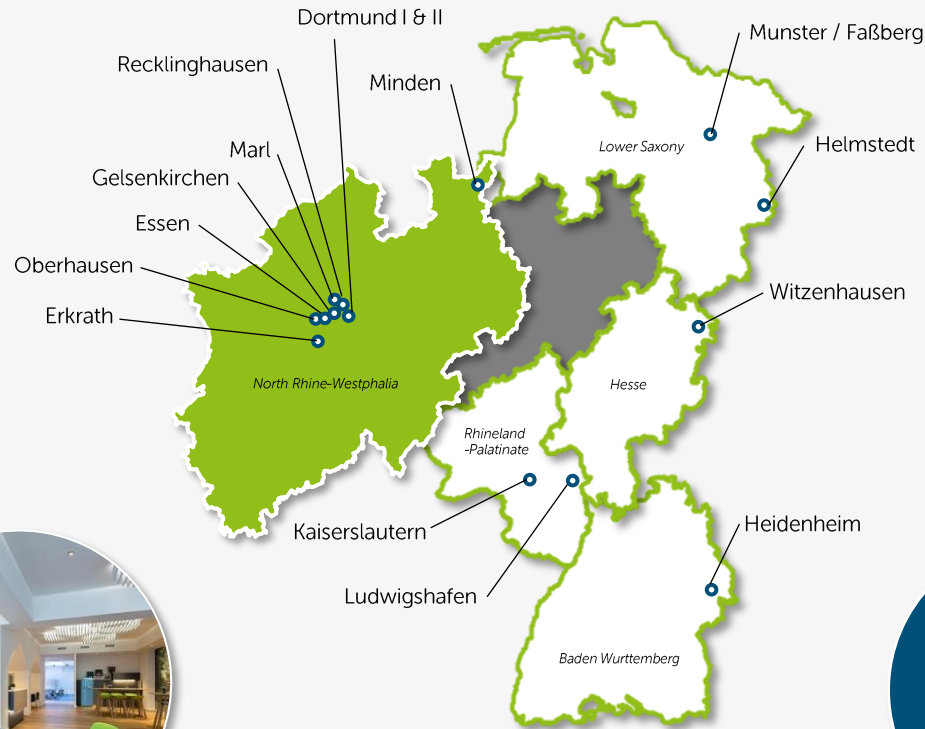 Dortmund I & II
Munster / Faßberg
Recklinghausen
Minden
Lower Saxony
Helmstedt
Marl
Gelsenkirchen
Essen
Oberhausen
Witzenhausen
Erkrath
North Rhine-Westphalia
Hesse
Rhineland
-Palatinate
Kaiserslautern
Heidenheim
Ludwigshafen
Baden Wurttemberg